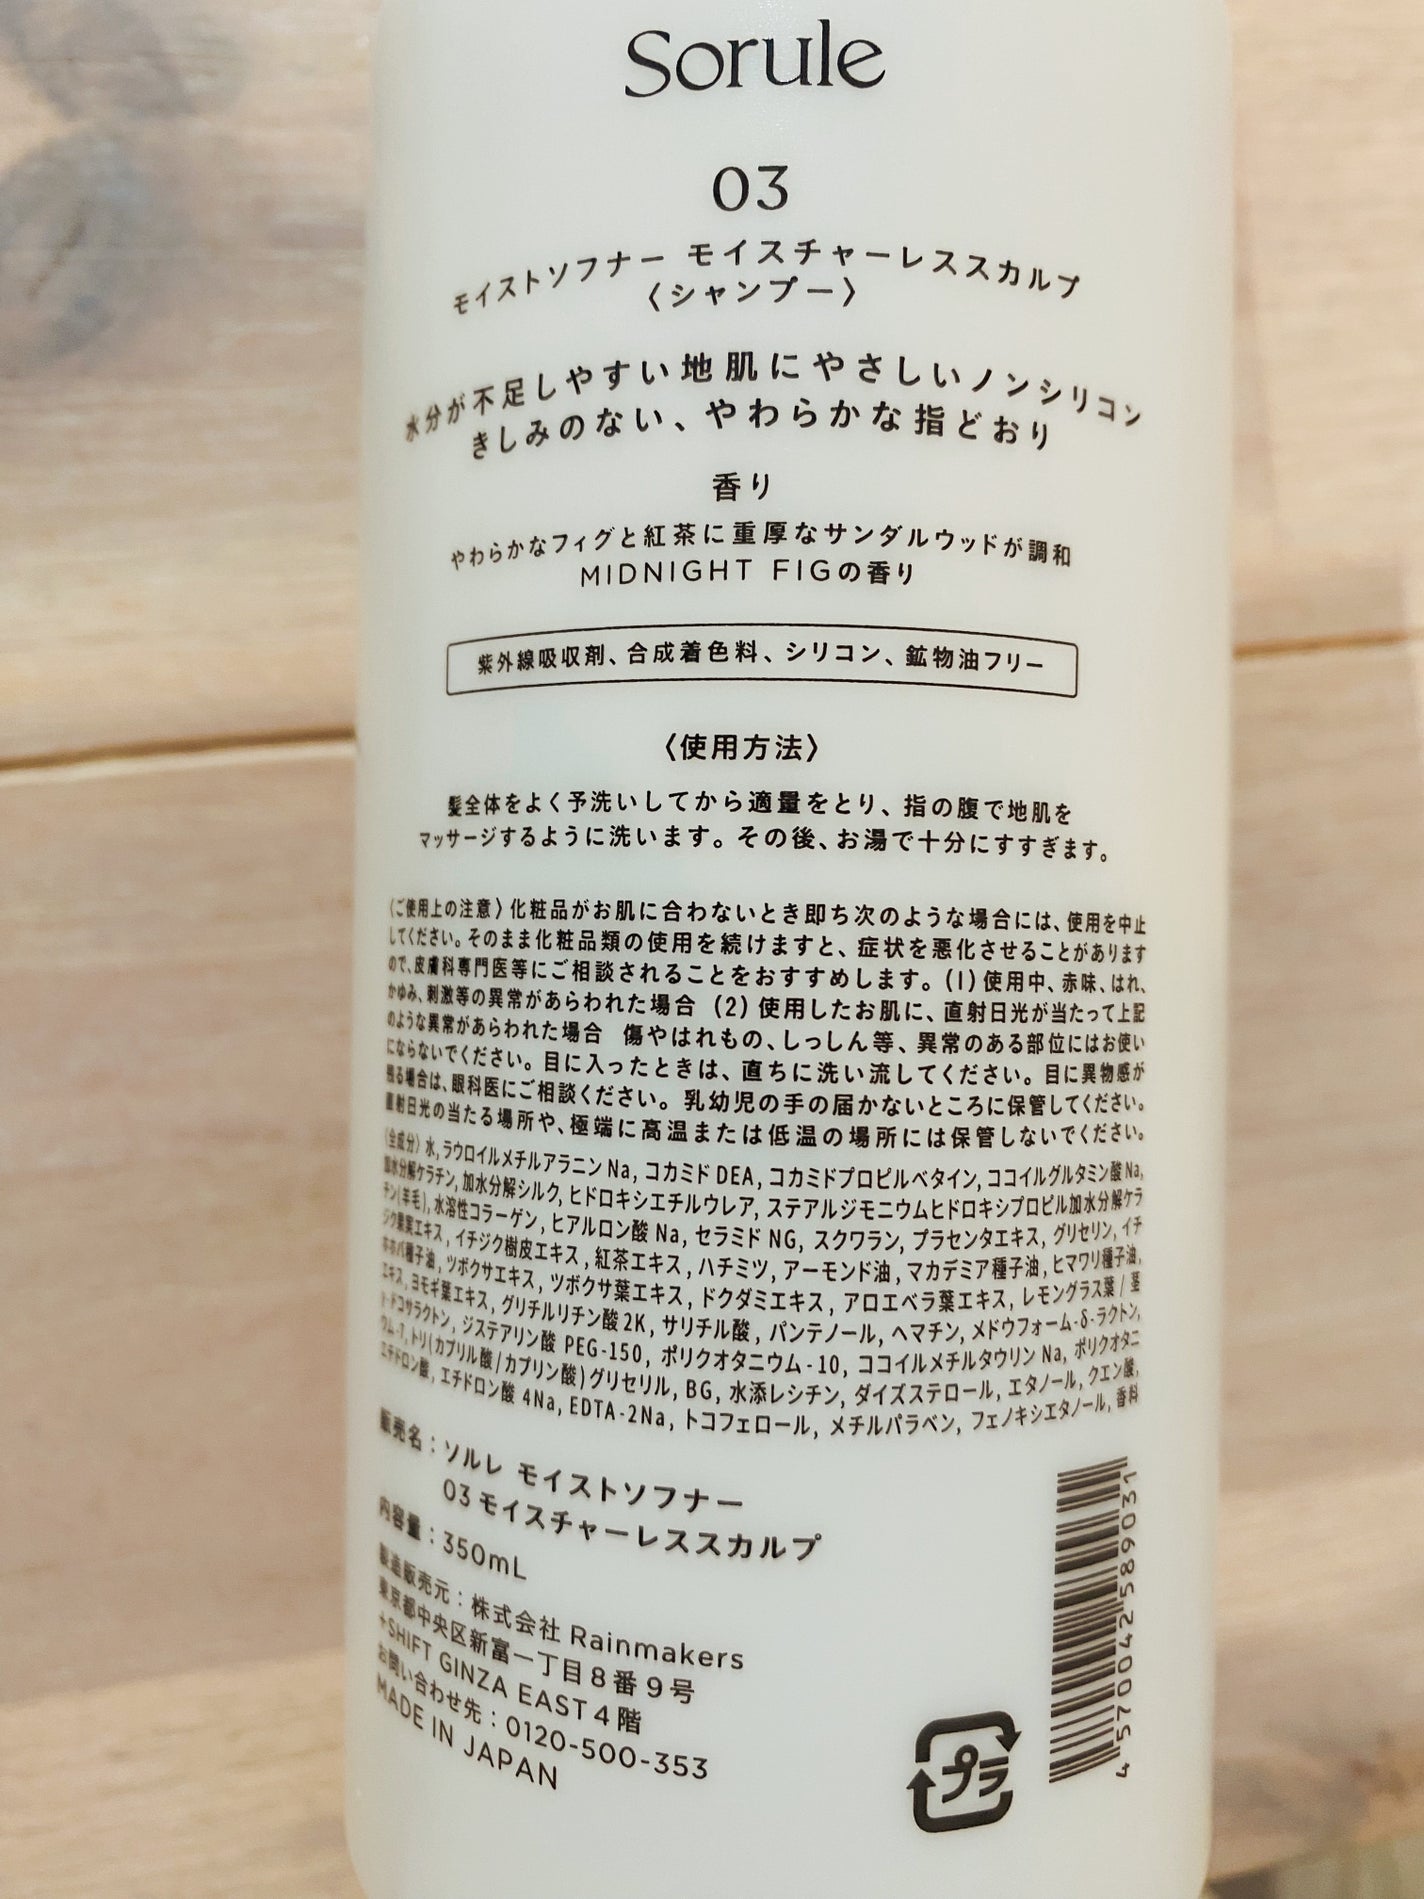 Sorule
03
モイストソフナー モイスチャーレススカルプ
〈シャンプー〉
水分が不足しやすい地肌にやさしいノンシリコン
きしみのない、やわらかな指どおり
香り
やわらかなフィグと紅茶に重厚なサンダルウッドが調和
MIDNIGHT FIGの香り
紫外線吸収剤、合成着色料、シリコン、鉱物油フリー
〈使用方法〉
髪全体をよく予洗いしてから適量をとり、指の腹で地肌を
マッサージするように洗います。その後、お湯で十分にすすぎます。
〈ご使用上の注意〉化粧品がお肌に合わないとき即ち次のような場合には、使用を中止
してください。そのまま化粧品類の使用を続けますと、症状を悪化させることがあります
ので、皮膚科専門医等にご相談されることをおすすめします。(1)使用中、赤味、はれ、
かゆみ、刺激等の異常があらわれた場合 (2)使用したお肌に、直射日光が当たって上記
のような異常があらわれた場合 傷やはれもの、しっしん等、異常のある部位にはお使い
にならないでください。目に入ったときは、直ちに洗い流してください。目に異物感が
残る場合は、眼科医にご相談ください。乳幼児の手の届かないところに保管してください。
直射日光の当たる場所や、極端に高温または低温の場所には保管しないでください。
〈全成分〉水, ラウロイルメチルアラニン Na, コカミド DEA, コカミドプロピルベタイン, ココイルグルタミン酸 Na,
加水分解ケラチン, 加水分解シルク, ヒドロキシエチルウレア, ステアルジモニウムヒドロキシプロピル加水分解ケラ
チン(羊毛), 水溶性コラーゲン, ヒアルロン酸 Na, セラミド NG, スクワラン, プラセンタエキス, グリセリン, イチ
ジク果実エキス, イチジク樹皮エキス, 紅茶エキス, ハチミツ, アーモンド油, マカデミア種子油, ヒマワリ種子油,
ホホバ種子油, ツボクサエキス, ツボクサ葉エキス, ドクダミエキス, アロエベラ葉エキス, レモングラス葉 / 茎
エキス, ヨモギ葉エキス, グリチルリチン酸 2K, サリチル酸, パンテノール, ヘマチン, メドウフォーム-δ-ラクトン,
γ-ドコサラクトン, ジステアリン酸 PEG-150, ポリクオタニウム-10, ココイルメチルタウリン Na, ポリクオタニ
ウム-7, トリ(カプリル酸/カプリン酸)グリセリル, BG, 水添レシチン, ダイズステロール, エタノール, クエン酸,
エチドロン酸, エチドロン酸 4Na, EDTA-2Na, トコフェロール, メチルパラベン, フェノキシエタノール, 香料
販売名：ソルレ モイストソフナー
03 モイスチャーレススカルプ
内容量：350mL
製造販売元：株式会社 Rainmakers
東京都中央区新富一丁目8番9号
+SHIFT GINZA EAST 4階
お問い合わせ先：0120-500-353
MADE IN JAPAN
プラ
4570042589031